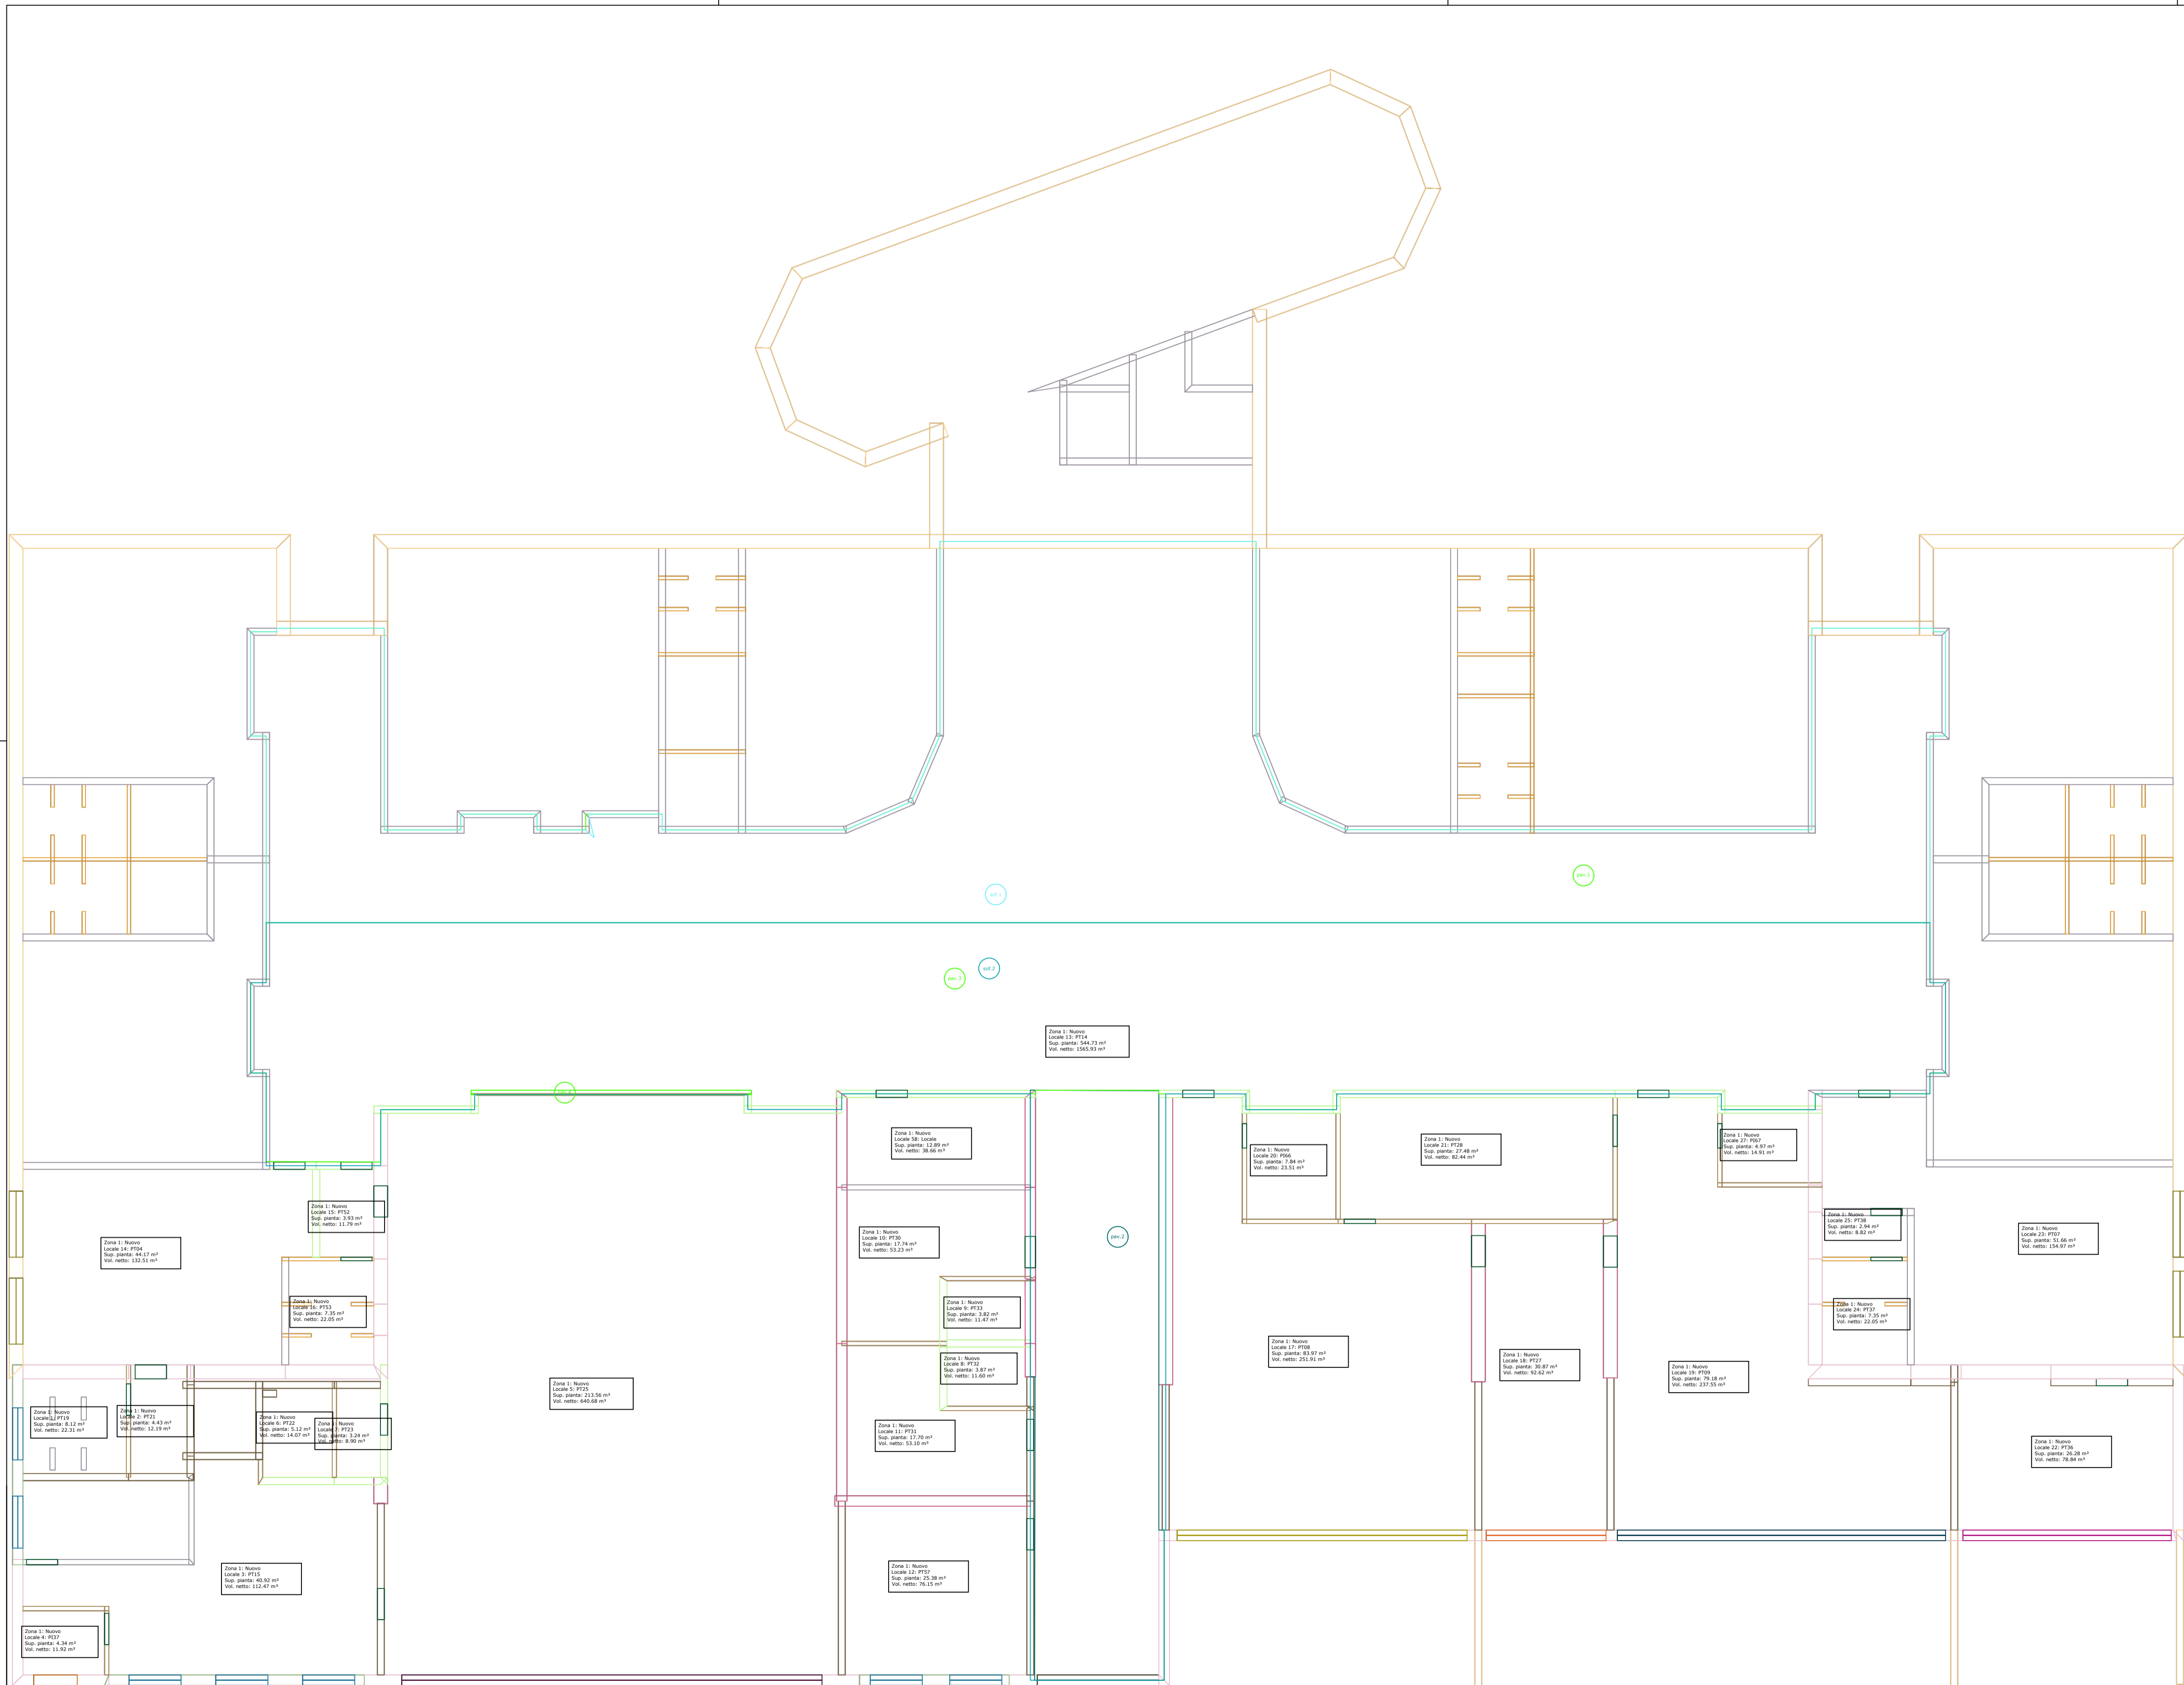 pav.1
sof.1
sof.2
pav.3
Zona 1: Nuovo
Locale 13: PT14
Sup. pianta: 544.73 m²
Vol. netto: 1565.93 m³
Zona 1: Nuovo
Locale 58: Locale
Sup. pianta: 12.89 m²
Vol. netto: 38.66 m³
Zona 1: Nuovo
Locale 20: PI66
Sup. pianta: 7.84 m²
Vol. netto: 23.51 m³
Zona 1: Nuovo
Locale 21: PT28
Sup. pianta: 27.48 m²
Vol. netto: 82.44 m³
Zona 1: Nuovo
Locale 27: PI67
Sup. pianta: 4.97 m²
Vol. netto: 14.91 m³
Zona 1: Nuovo
Locale 15: PT52
Sup. pianta: 3.93 m²
Vol. netto: 11.79 m³
Zona 1: Nuovo
Locale 14: PT04
Sup. pianta: 44.17 m²
Vol. netto: 132.51 m³
Zona 1: Nuovo
Locale 10: PT30
Sup. pianta: 17.74 m²
Vol. netto: 53.23 m³
pav.2
Zona 1: Nuovo
Locale 25: PT38
Sup. pianta: 2.94 m²
Vol. netto: 8.82 m³
Zona 1: Nuovo
Locale 23: PT07
Sup. pianta: 51.66 m²
Vol. netto: 154.97 m³
Zona 1: Nuovo
Locale 16: PT53
Sup. pianta: 7.35 m²
Vol. netto: 22.05 m³
Zona 1: Nuovo
Locale 9: PT33
Sup. pianta: 3.82 m²
Vol. netto: 11.47 m³
Zona 1: Nuovo
Locale 24: PT37
Sup. pianta: 7.35 m²
Vol. netto: 22.05 m³
Zona 1: Nuovo
Locale 8: PT32
Sup. pianta: 3.87 m²
Vol. netto: 11.60 m³
Zona 1: Nuovo
Locale 17: PT08
Sup. pianta: 83.97 m²
Vol. netto: 251.91 m³
Zona 1: Nuovo
Locale 18: PT27
Sup. pianta: 30.87 m²
Vol. netto: 92.62 m³
Zona 1: Nuovo
Locale 19: PT09
Sup. pianta: 79.18 m²
Vol. netto: 237.55 m³
Zona 1: Nuovo
Locale 5: PT25
Sup. pianta: 213.56 m²
Vol. netto: 640.68 m³
Zona 1: Nuovo
Locale 1: PT19
Sup. pianta: 8.12 m²
Vol. netto: 22.31 m³
Zona 1: Nuovo
Locale 2: PT21
Sup. pianta: 4.43 m²
Vol. netto: 12.19 m³
Zona 1: Nuovo
Locale 6: PT22
Sup. pianta: 5.12 m²
Vol. netto: 14.07 m³
Zona 1: Nuovo
Locale 7: PT23
Sup. pianta: 3.24 m²
Vol. netto: 8.90 m³
Zona 1: Nuovo
Locale 11: PT31
Sup. pianta: 17.70 m²
Vol. netto: 53.10 m³
Zona 1: Nuovo
Locale 22: PT36
Sup. pianta: 26.28 m²
Vol. netto: 78.84 m³
Zona 1: Nuovo
Locale 3: PT15
Sup. pianta: 40.92 m²
Vol. netto: 112.47 m³
Zona 1: Nuovo
Locale 12: PT57
Sup. pianta: 25.38 m²
Vol. netto: 76.15 m³
Zona 1: Nuovo
Locale 4: PI37
Sup. pianta: 4.34 m²
Vol. netto: 11.92 m³